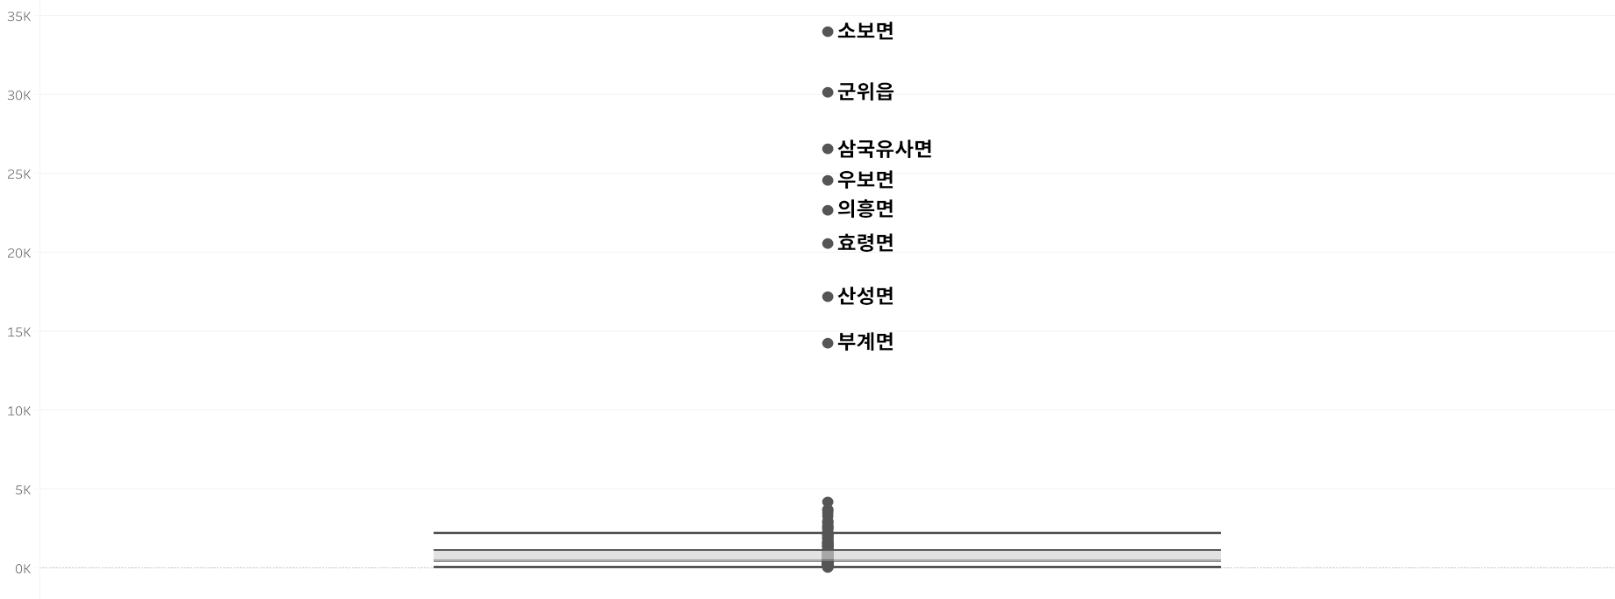 35K
소보면
30K
군위읍
삼국유사면
25K
우보면
의흥면
20K
효령면
산성면
15K
부계면
10K
5K
0K